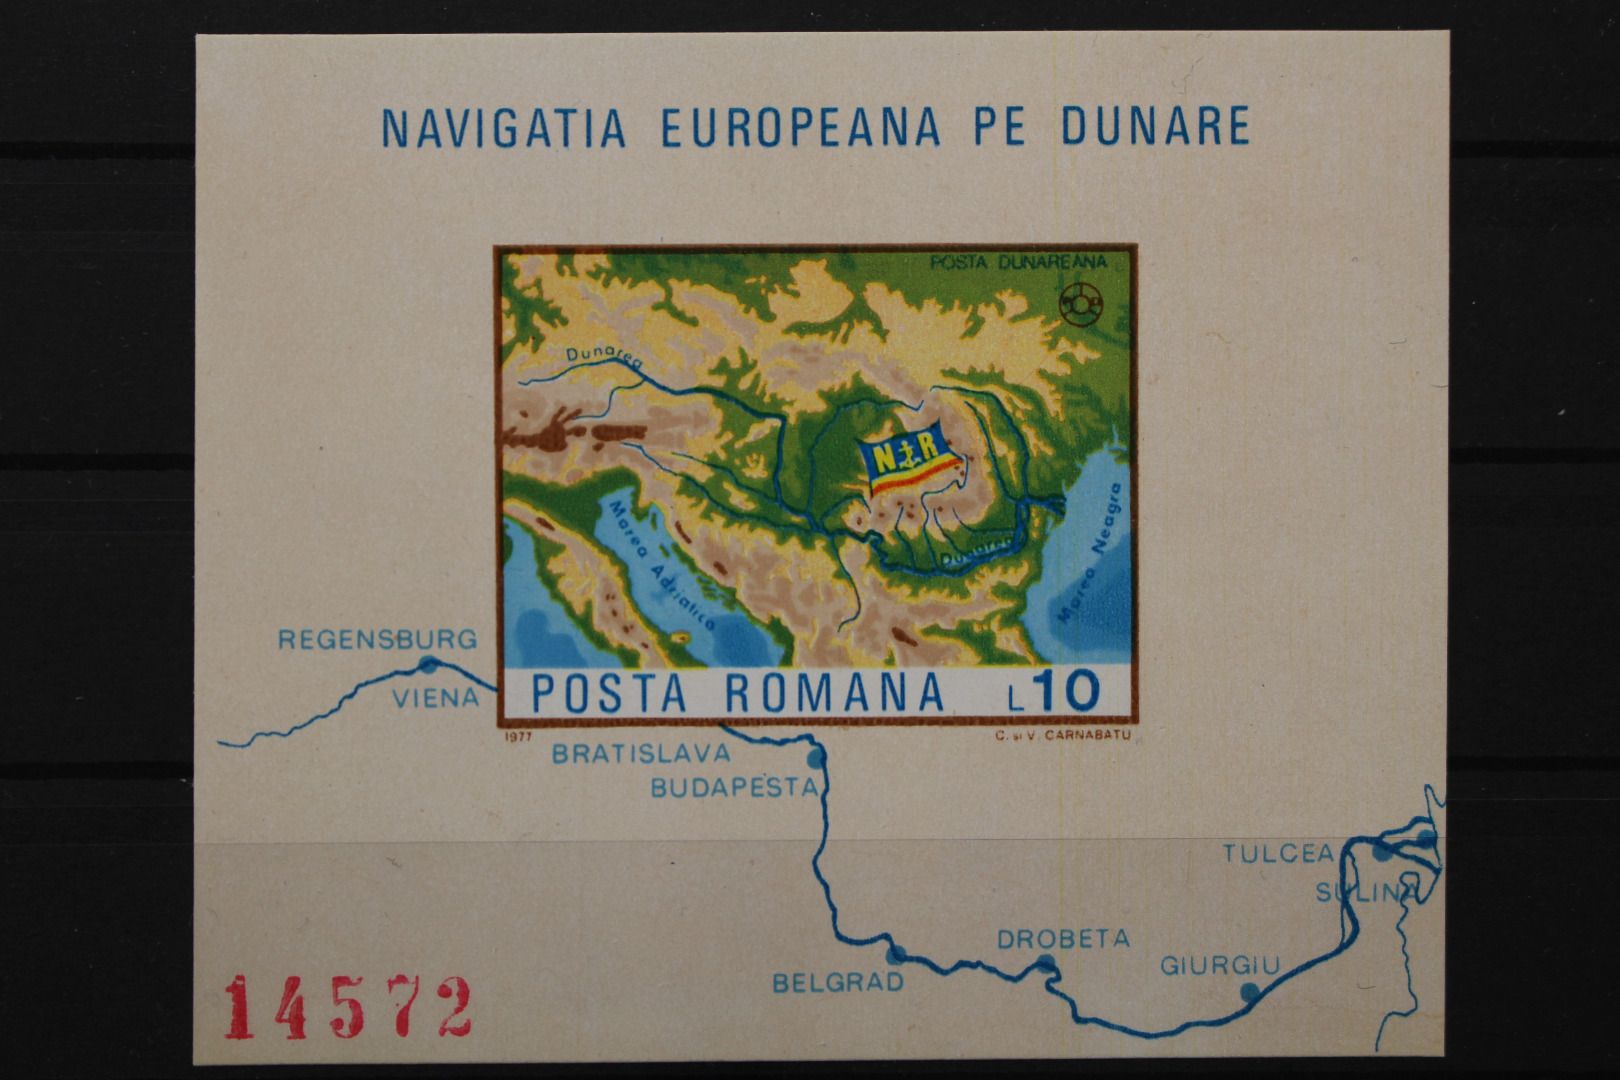 NAVIGATIA EUROPEANA PE DUNARE
POSTA DUNAREANA
Dunarea
N R
Marea Adriatica
Dunarea
Marea Neagra
POSTA ROMANA L10
1977 C. si V. CARNABATU
REGENSBURG
VIENA
BRATISLAVA
BUDAPESTA
TULCEA
SULINA
DROBETA
GIURGIU
BELGRAD
14572